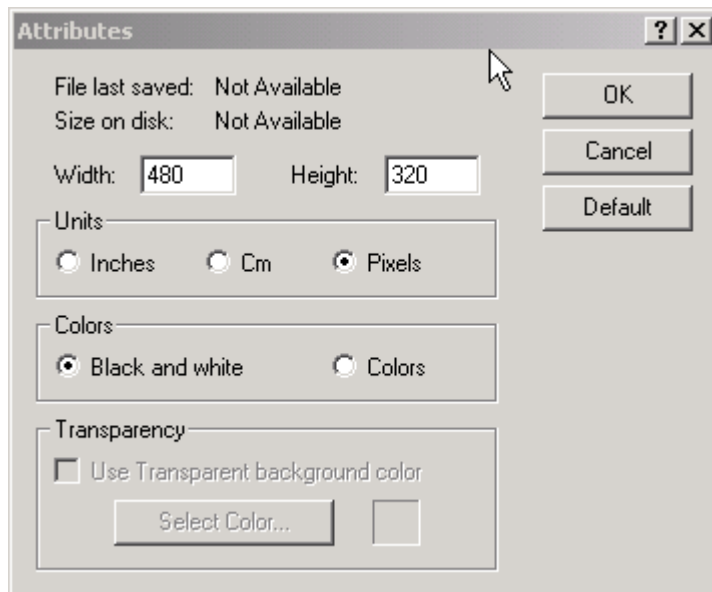 Attributes
File last saved: Not Available
OK
Size on disk: Not Available
Cancel
Width: 480 Height: 320
Default
Units
Inches Cm Pixels
Colors
Black and white Colors
Transparency
Use Transparent background color
Select Color...